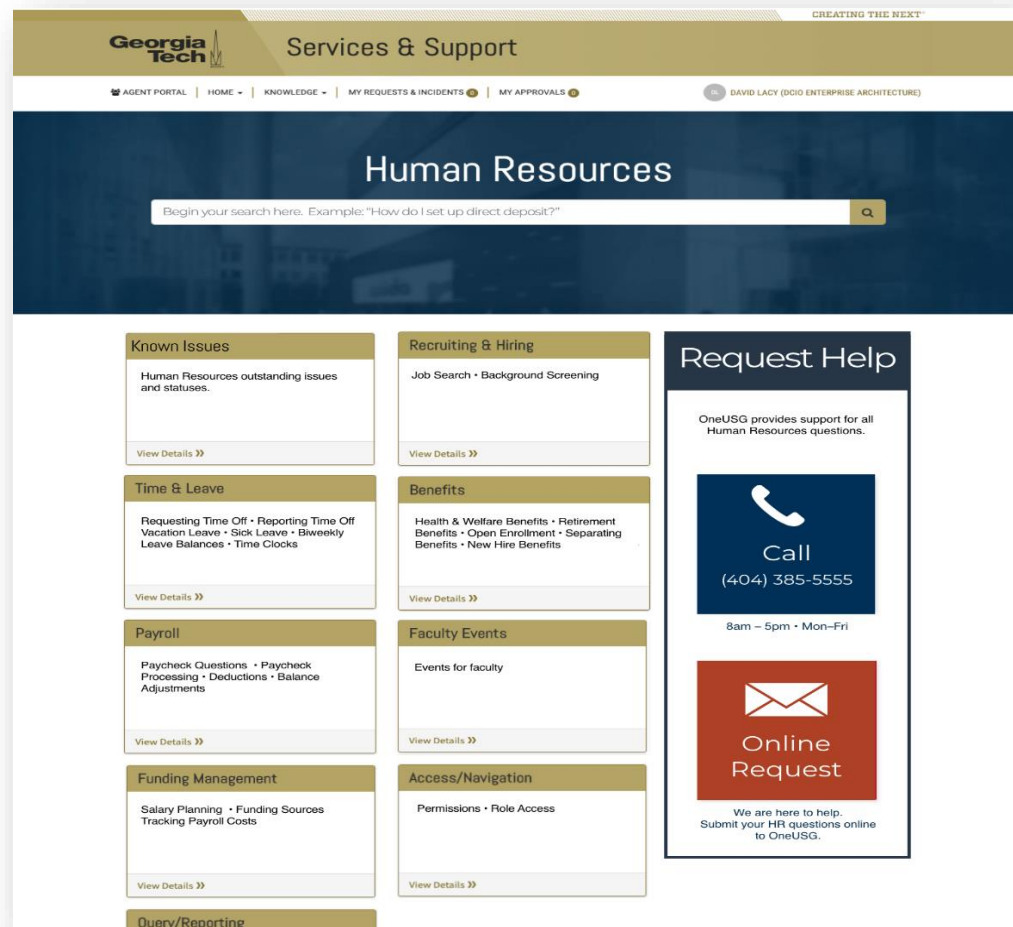 CREATING THE NEXT
Georgia
Tech
Services & Support
AGENT PORTAL | HOME | KNOWLEDGE | MY REQUESTS & INCIDENTS 0 | MY APPROVALS 0
DL DAVID LACY (DCIO ENTERPRISE ARCHITECTURE)
Human Resources
Begin your search here. Example: "How do I set up direct deposit?"
Known Issues
Human Resources outstanding issues
and statuses.
View Details »
Recruiting & Hiring
Job Search • Background Screening
View Details »
Time & Leave
Requesting Time Off • Reporting Time Off
Vacation Leave • Sick Leave • Biweekly
Leave Balances • Time Clocks
View Details »
Benefits
Health & Welfare Benefits • Retirement
Benefits • Open Enrollment • Separating
Benefits • New Hire Benefits
View Details »
Payroll
Paycheck Questions • Paycheck
Processing • Deductions • Balance
Adjustments
View Details »
Faculty Events
Events for faculty
View Details »
Funding Management
Salary Planning • Funding Sources
Tracking Payroll Costs
View Details »
Access/Navigation
Permissions • Role Access
View Details »
Query/Reporting
Request Help
OneUSG provides support for all
Human Resources questions.
Call
(404) 385-5555
8am – 5pm • Mon–Fri
Online
Request
We are here to help.
Submit your HR questions online
to OneUSG.